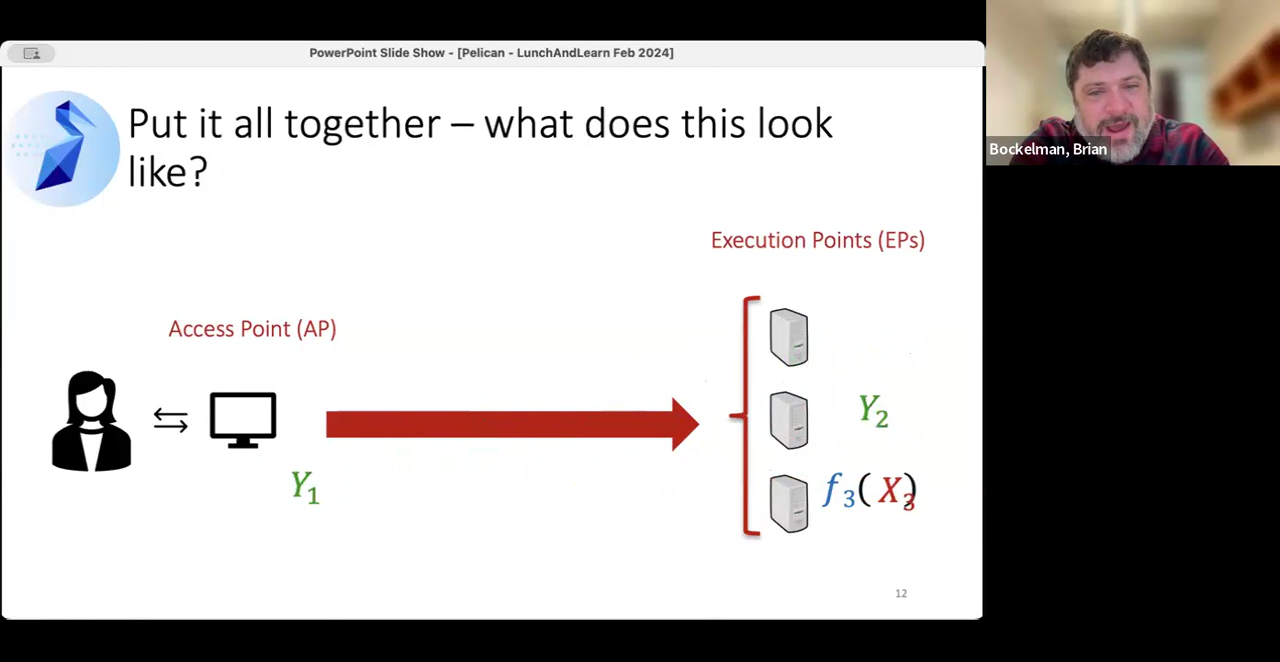 PowerPoint Slide Show - [Pelican - LunchAndLearn Feb 2024]
Put it all together – what does this look
like?
Bockelman, Brian
Execution Points (EPs)
Access Point (AP)
Y₂
Y₁
f₃( X₃)
12